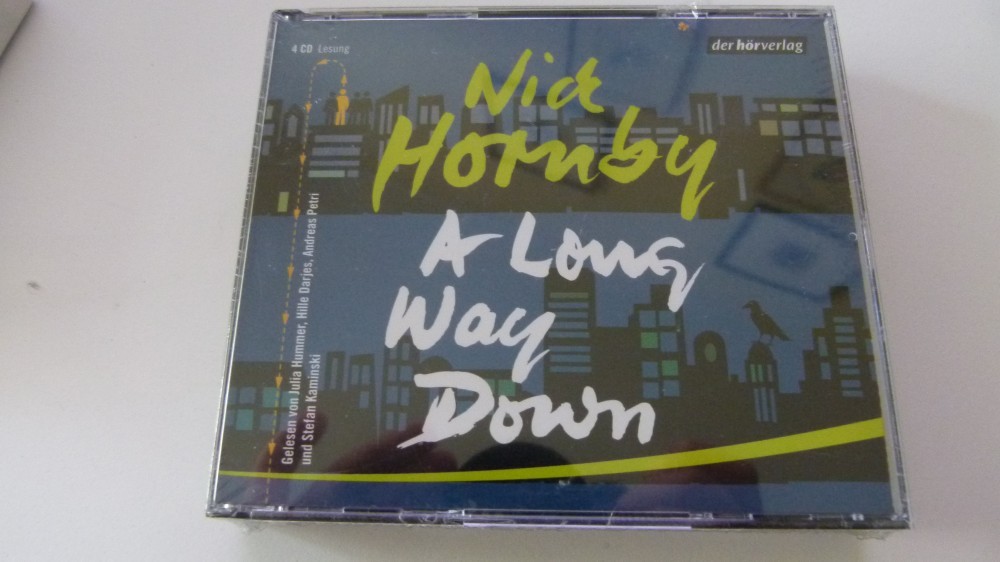 4 CD Lesung
der hörverlag
Nick
Hornby
A Long
Way
Down
Gelesen von Julia Hummer, Hille Darjes, Andreas Petri
und Stefan Kaminski